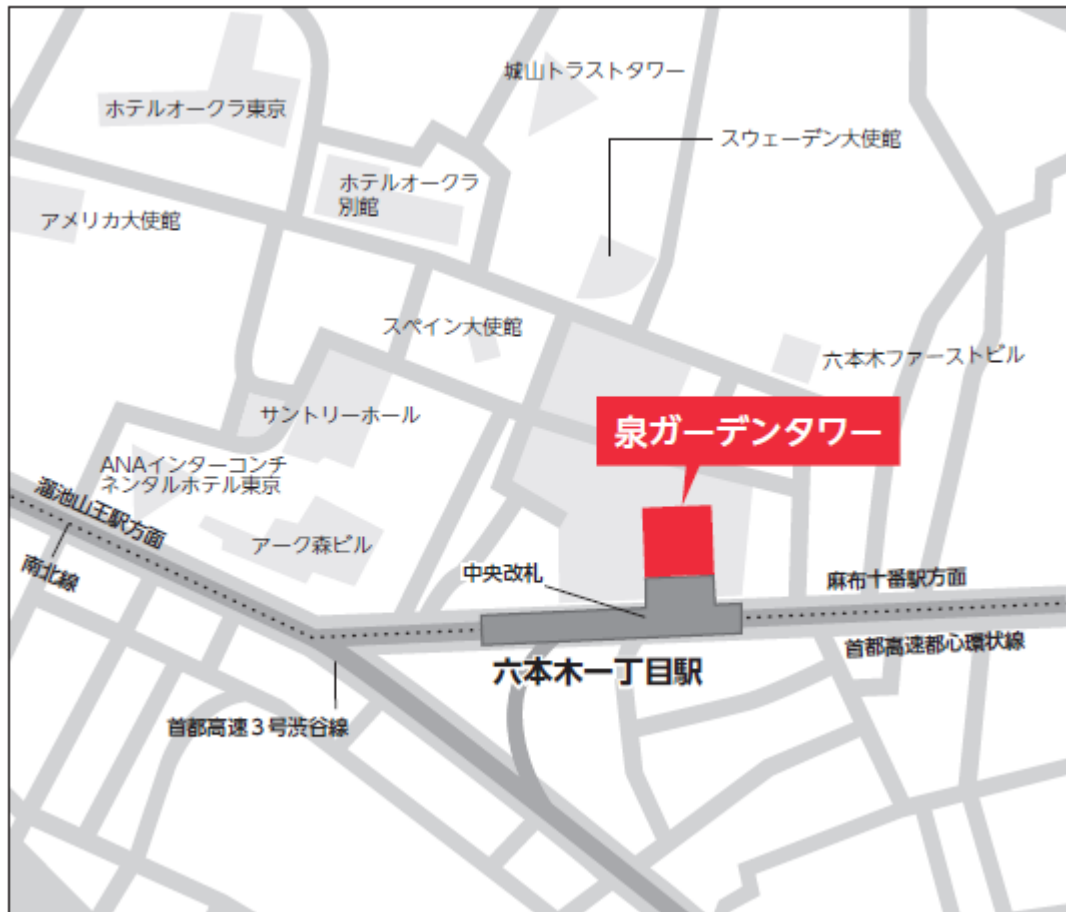 城山トラストタワー
ホテルオークラ東京
スウェーデン大使館
ホテルオークラ
別館
アメリカ大使館
スペイン大使館
六本木ファーストビル
サントリーホール
泉ガーデンタワー
ANAインターコンチ
ネンタルホテル東京
溜池山王駅方面
アーク森ビル
南北線
中央改札
麻布十番駅方面
首都高速都心環状線
六本木一丁目駅
首都高速3号渋谷線